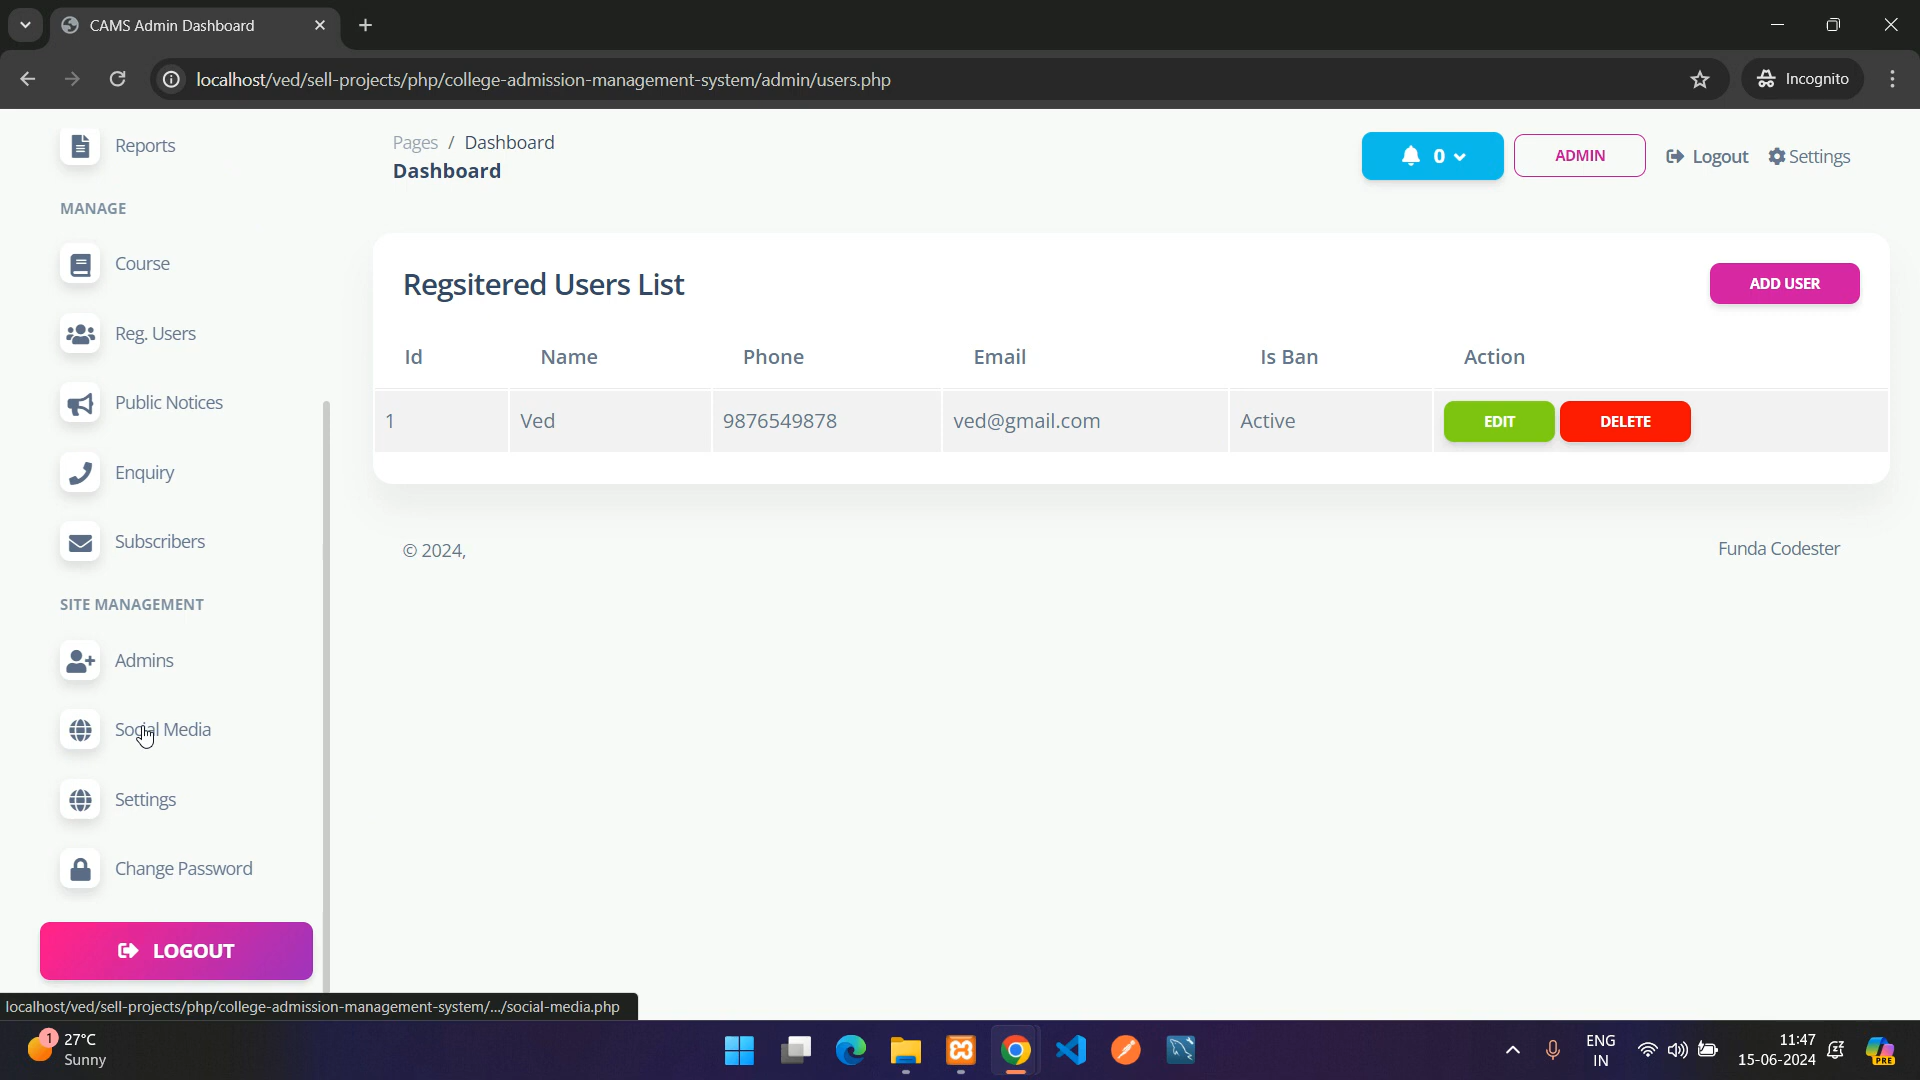 CAMS Admin Dashboard
localhost/ved/sell-projects/php/college-admission-management-system/admin/users.php
Incognito
Reports
MANAGE
Course
Reg. Users
Public Notices
Enquiry
Subscribers
SITE MANAGEMENT
Admins
Social Media
Settings
Change Password
LOGOUT
Pages / Dashboard
Dashboard
0
ADMIN
Logout
Settings
Regsitered Users List
ADD USER
Id Name Phone Email Is Ban Action
1 Ved 9876549878 ved@gmail.com Active EDIT DELETE
© 2024,
Funda Codester
localhost/ved/sell-projects/php/college-admission-management-system/.../social-media.php
1
27°C
Sunny
ENG
IN
11:47
15-06-2024
PRE